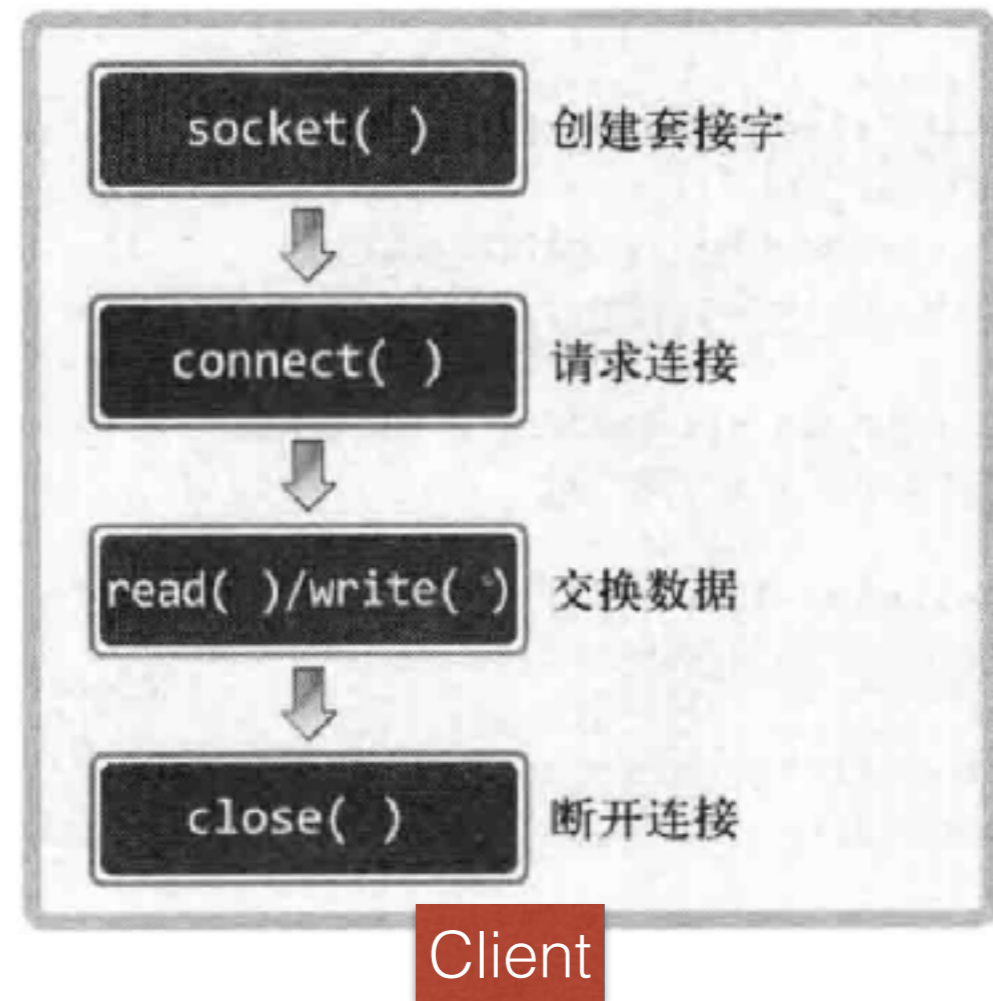 socket( ) 创建套接字
connect( ) 请求连接
read( )/write( ) 交换数据
close( ) 断开连接
Client